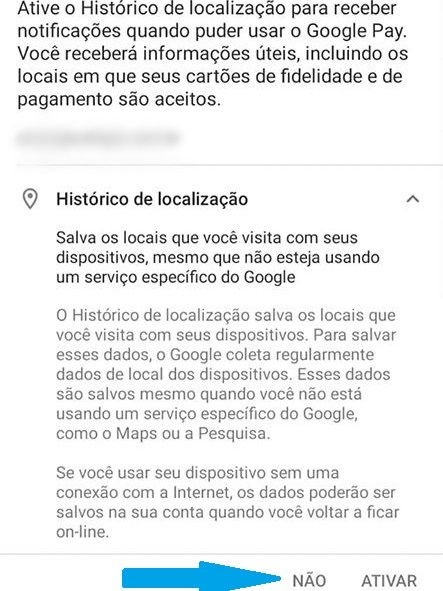 Ative o Histórico de localização para receber
notificações quando puder usar o Google Pay.
Você receberá informações úteis, incluindo os
locais em que seus cartões de fidelidade e de
pagamento são aceitos.
Histórico de localização
Salva os locais que você visita com seus
dispositivos, mesmo que não esteja usando
um serviço específico do Google
O Histórico de localização salva os locais que
você visita com seus dispositivos. Para salvar
esses dados, o Google coleta regularmente
dados de local dos dispositivos. Esses dados
são salvos mesmo quando você não está
usando um serviço específico do Google,
como o Maps ou a Pesquisa.
Se você usar seu dispositivo sem uma
conexão com a Internet, os dados poderão ser
salvos na sua conta quando você voltar a ficar
on-line.
NÃO ATIVAR